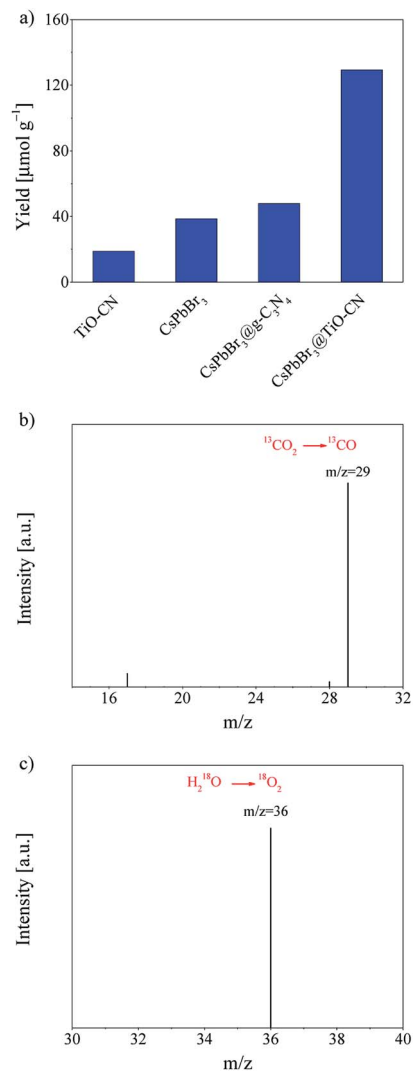 a)
160
120
80
40
0
Yield [μmol g⁻¹]
TiO-CN
CsPbBr₃
CsPbBr₃@g-C₃N₄
CsPbBr₃@TiO-CN
b)
¹³CO₂ → ¹³CO
m/z=29
Intensity [a.u.]
16 20 24 28 32
m/z
c)
H₂¹⁸O → ¹⁸O₂
m/z=36
Intensity [a.u.]
30 32 34 36 38 40
m/z